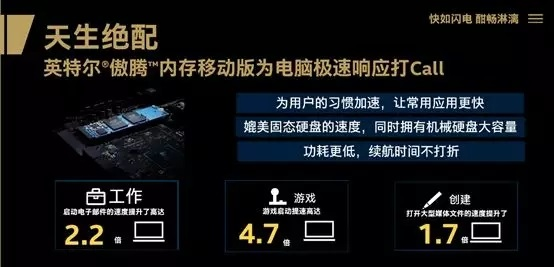 快如闪电 酣畅淋漓
天生绝配
英特尔®傲腾™内存移动版为电脑极速响应打Call
为用户的习惯加速，让常用应用更快
媲美固态硬盘的速度，同时拥有机械硬盘大容量
功耗更低，续航时间不打折
工作
启动电子邮件的速度提升了高达
2.2 倍
游戏
游戏启动提速高达
4.7 倍
创建
打开大型媒体文件的速度提升了
1.7 倍